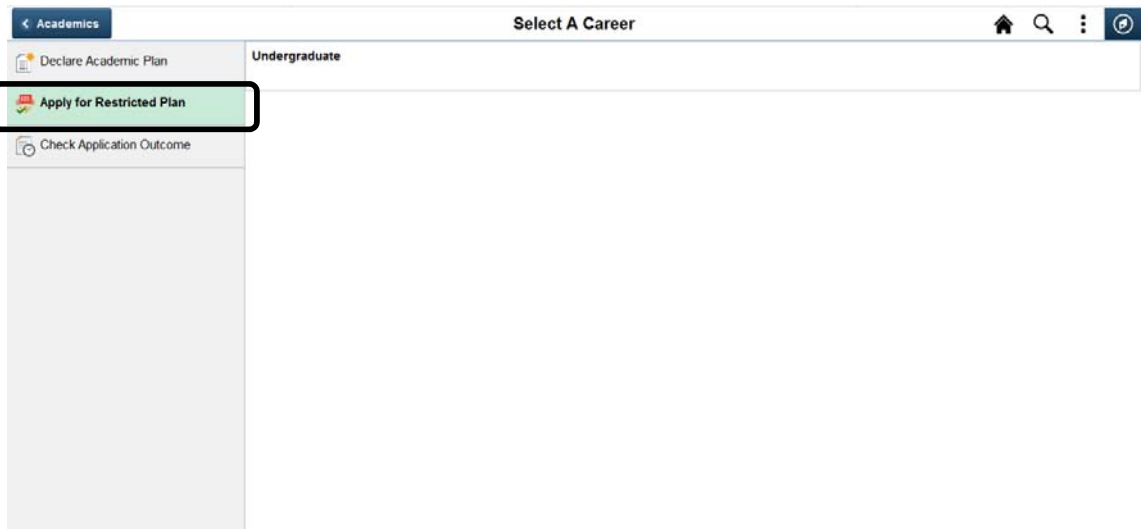 Academics
Select A Career
Declare Academic Plan
Undergraduate
Apply for Restricted Plan
Check Application Outcome